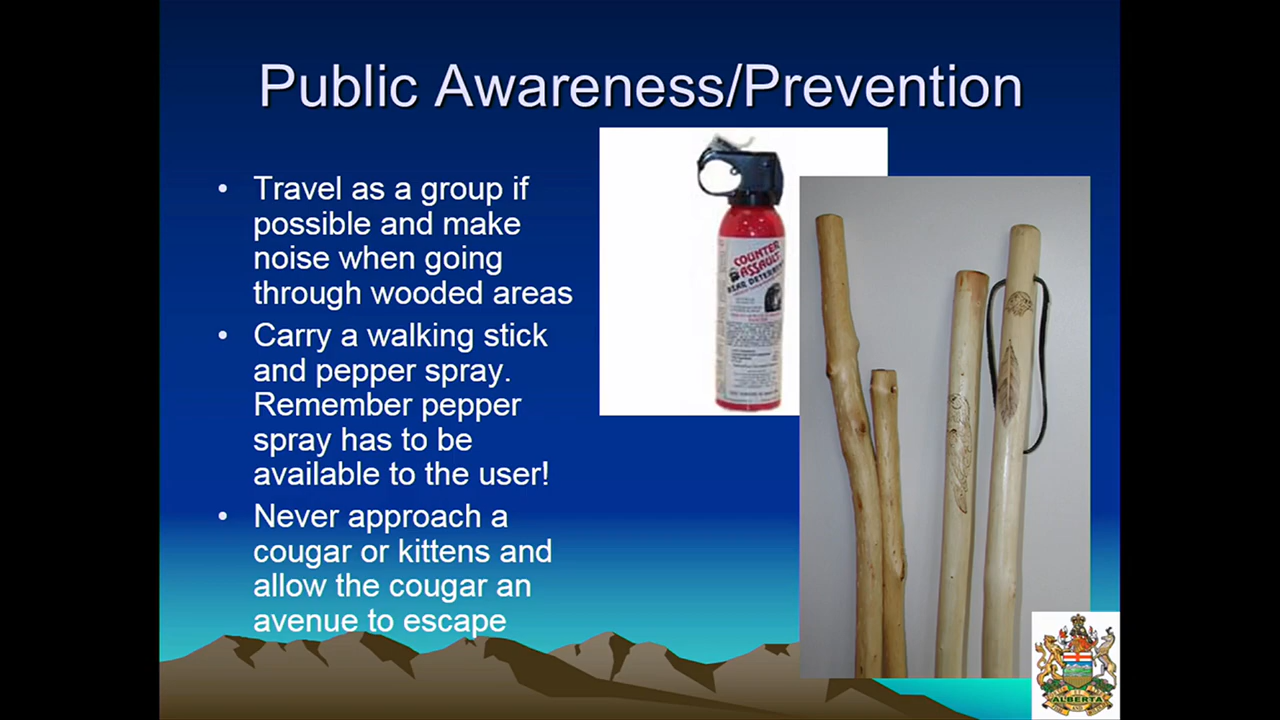 Public Awareness/Prevention
• Travel as a group if
possible and make
noise when going
through wooded areas
• Carry a walking stick
and pepper spray.
Remember pepper
spray has to be
available to the user!
• Never approach a
cougar or kittens and
allow the cougar an
avenue to escape
COUNTER
ASSAULT
BEAR DETERRENT
ALBERTA